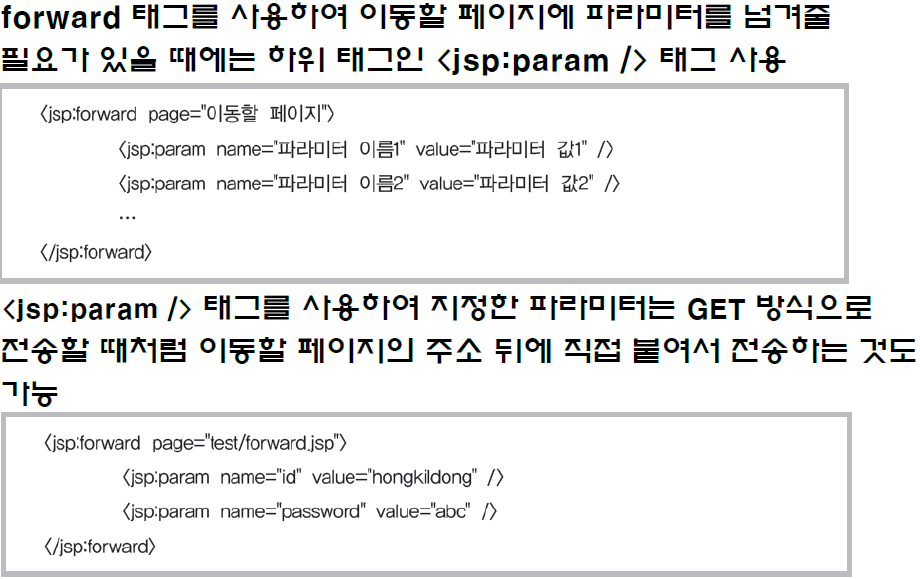 forward 태그를 사용하여 이동할 페이지에 파라미터를 넘겨줄
필요가 있을 때에는 하위 태그인 <jsp:param /> 태그 사용
<jsp:forward page="이동할 페이지">
<jsp:param name="파라미터 이름1" value="파라미터 값1" />
<jsp:param name="파라미터 이름2" value="파라미터 값2" />
...
</jsp:forward>
<jsp:param /> 태그를 사용하여 지정한 파라미터는 GET 방식으로
전송할 때처럼 이동할 페이지의 주소 뒤에 직접 붙여서 전송하는 것도
가능
<jsp:forward page="test/forward.jsp">
<jsp:param name="id" value="hongkildong" />
<jsp:param name="password" value="abc" />
</jsp:forward>